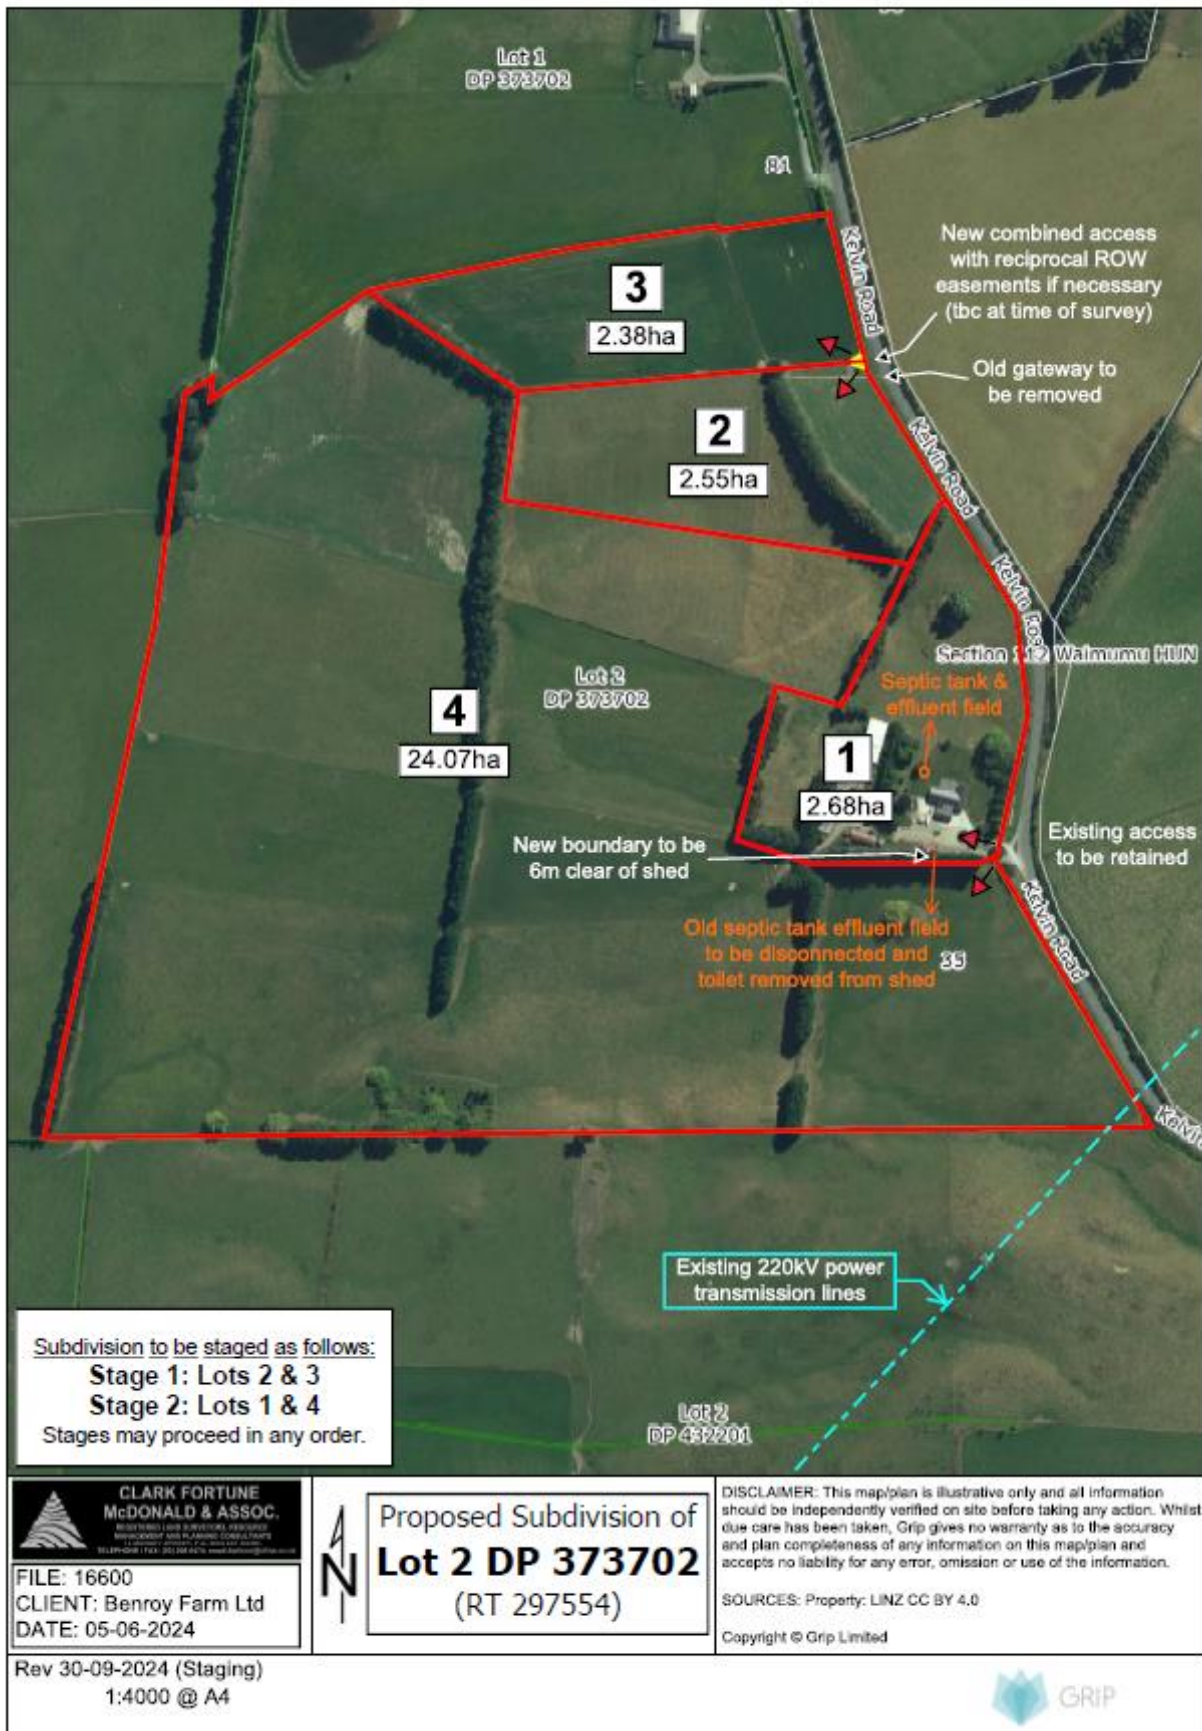 Lot 1
DP 373702
81
Kelvin Road
New combined access
with reciprocal ROW
easements if necessary
(tbc at time of survey)
3
2.38ha
Old gateway to
be removed
2
2.55ha
Kelvin Road
Kelvin Roa
Section 112 Waimumu HUN
Lot 2
DP 373702
Septic tank &
effluent field
4
24.07ha
1
2.68ha
New boundary to be
6m clear of shed
Existing access
to be retained
Kelvin Road
Old septic tank effluent field
to be disconnected and
toilet removed from shed
35
Kelvin
Existing 220kV power
transmission lines
Subdivision to be staged as follows:
Stage 1: Lots 2 & 3
Stage 2: Lots 1 & 4
Stages may proceed in any order.
Lot 2
DP 432201
CLARK FORTUNE
McDONALD & ASSOC.
REGISTERED LAND SURVEYORS, RESOURCE
MANAGEMENT AND PLANNING CONSULTANTS
FILE: 16600
CLIENT: Benroy Farm Ltd
DATE: 05-06-2024
N
Proposed Subdivision of
Lot 2 DP 373702
(RT 297554)
DISCLAIMER: This map/plan is illustrative only and all information
should be independently verified on site before taking any action. Whilst
due care has been taken, Grip gives no warranty as to the accuracy
and plan completeness of any information on this map/plan and
accepts no liability for any error, omission or use of the information.
SOURCES: Property: LINZ CC BY 4.0
Copyright © Grip Limited
Rev 30-09-2024 (Staging)
1:4000 @ A4
GRIP